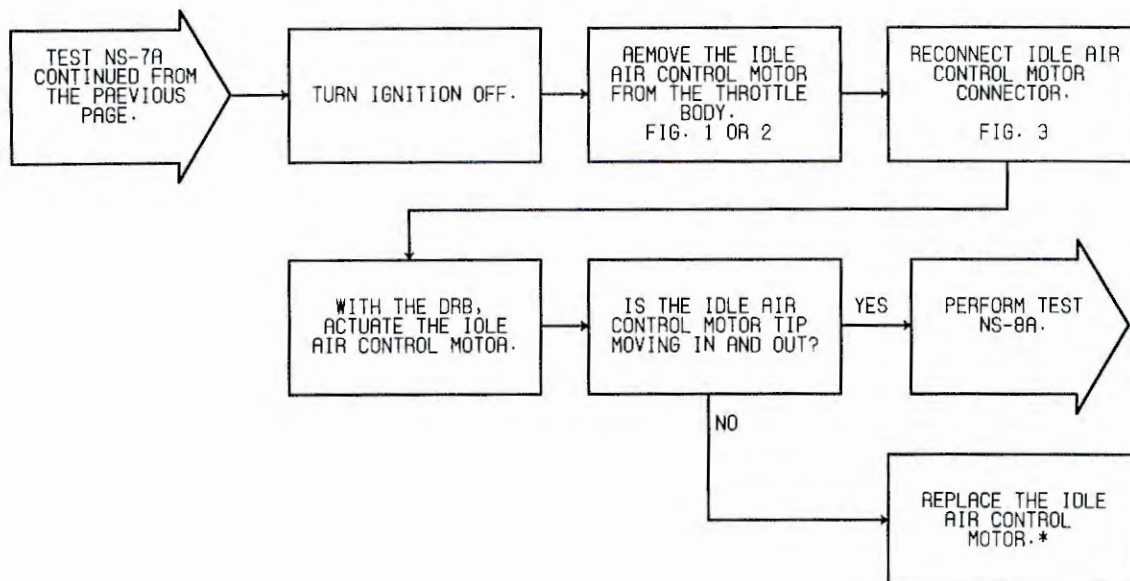 TEST NS-7A
CONTINUED FROM
THE PAEVIOUS
PAGE.
TURN IGNITION OFF.
AEMOVE THE IDLE
AIR CONTROL MOTOR
FROM THE THROTTLE
BODY.
FIG. 1 OR 2
RECONNECT IDLE AIR
CONTROL MOTOR
CONNECTOR.
FIG. 3
WITH THE DRB,
ACTUATE THE IOLE
AIR CONTROL MOTOR.
IS THE IDLE AIR
CONTROL MOTOR TIP
MOVING IN AND OUT?
YES
PERFORM TEST
NS-8A.
NO
REPLACE THE IDLE
AIR CONTROL
MOTOR.*